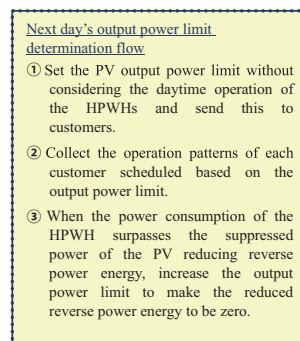 Next day's output power limit
determination flow
① Set the PV output power limit without
considering the daytime operation of
the HPWHs and send this to
customers.
② Collect the operation patterns of each
customer scheduled based on the
output power limit.
③ When the power consumption of the
HPWH surpasses the suppressed
power of the PV reducing reverse
power energy, increase the output
power limit to make the reduced
reverse power energy to be zero.